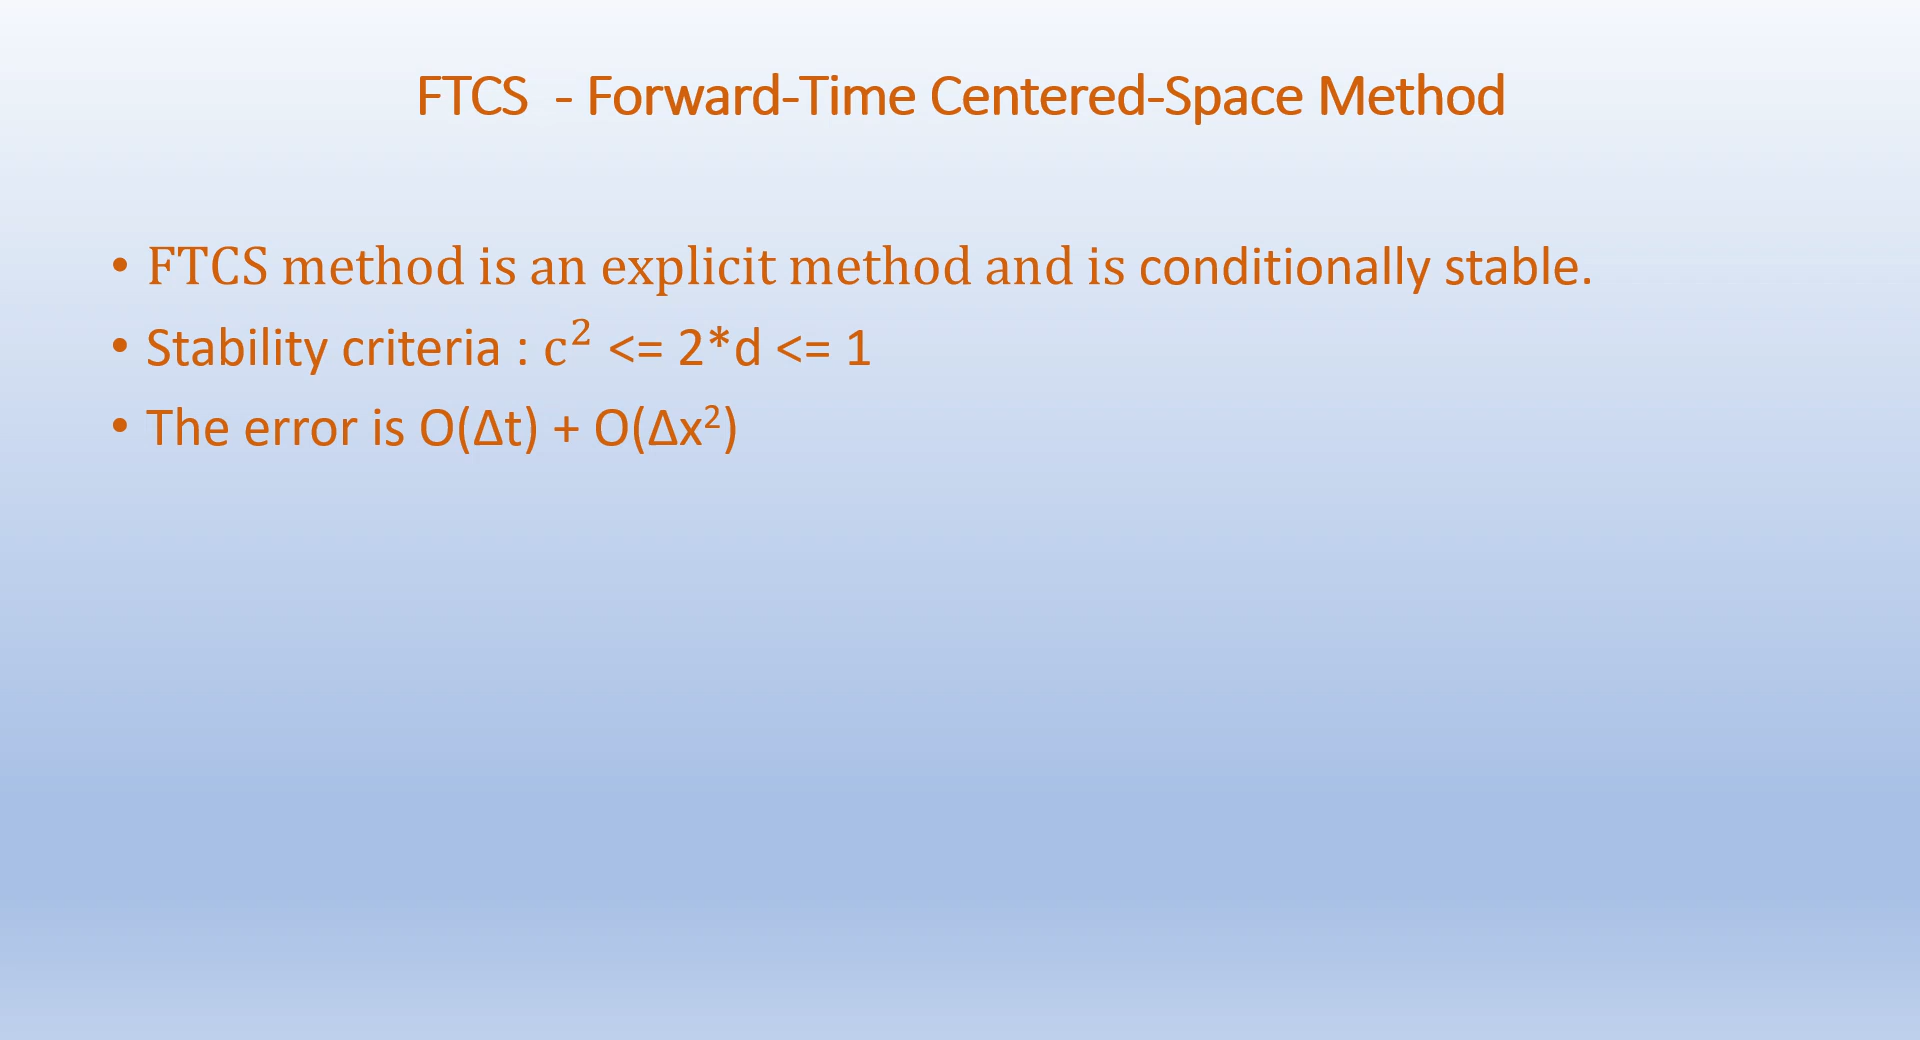 FTCS  - Forward-Time Centered-Space Method
• FTCS method is an explicit method and is conditionally stable.
• Stability criteria : c² <= 2*d <= 1
• The error is O(Δt) + O(Δx²)